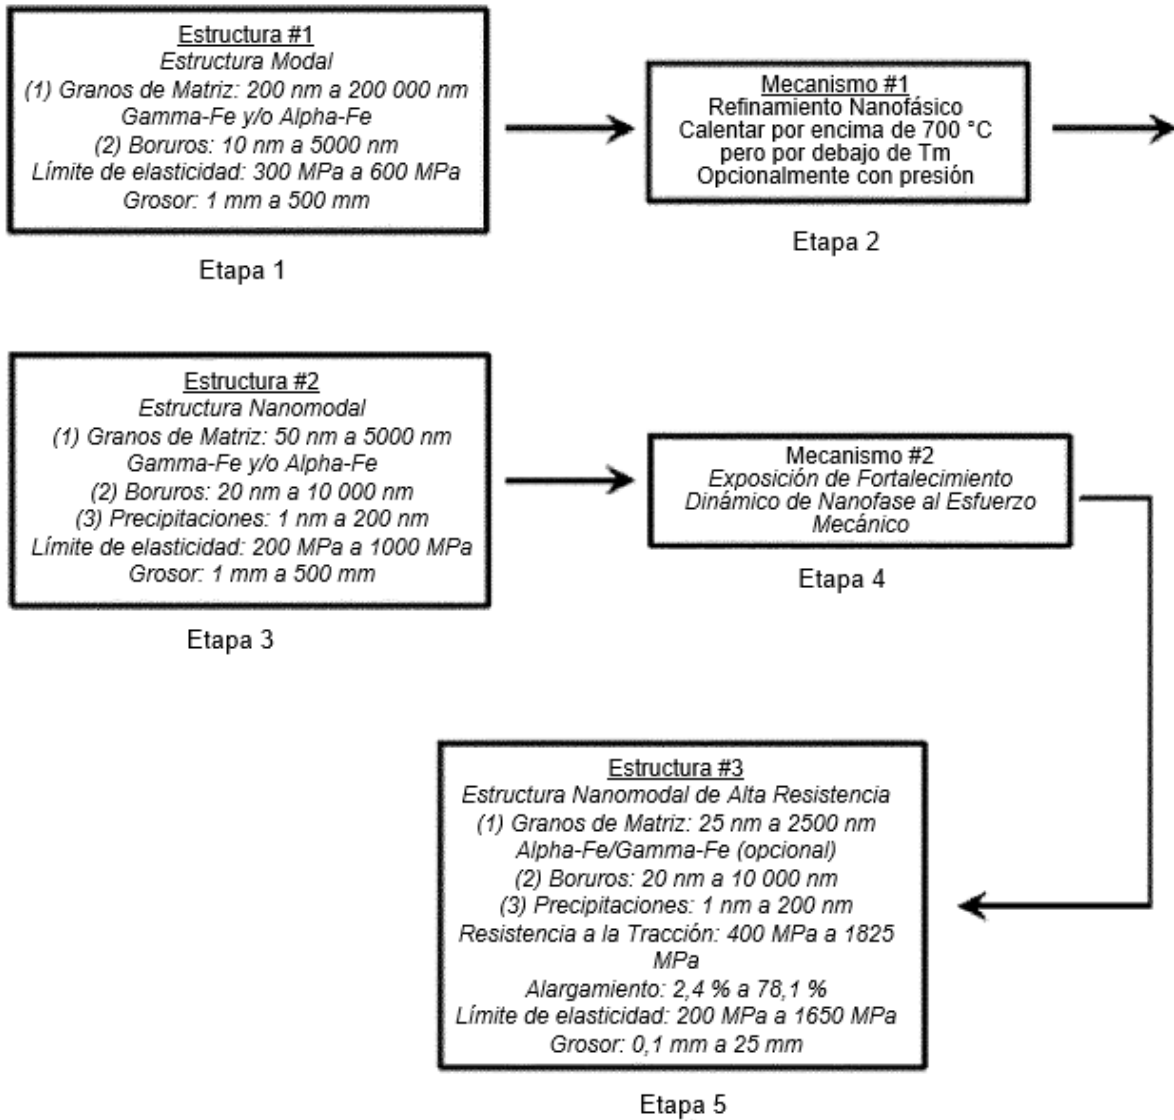 Estructura #1
Estructura Modal
(1) Granos de Matriz: 200 nm a 200 000 nm
Gamma-Fe y/o Alpha-Fe
(2) Boruros: 10 nm a 5000 nm
Límite de elasticidad: 300 MPa a 600 MPa
Grosor: 1 mm a 500 mm
Etapa 1
Mecanismo #1
Refinamiento Nanofásico
Calentar por encima de 700 °C
pero por debajo de Tm
Opcionalmente con presión
Etapa 2
Estructura #2
Estructura Nanomodal
(1) Granos de Matriz: 50 nm a 5000 nm
Gamma-Fe y/o Alpha-Fe
(2) Boruros: 20 nm a 10 000 nm
(3) Precipitaciones: 1 nm a 200 nm
Límite de elasticidad: 200 MPa a 1000 MPa
Grosor: 1 mm a 500 mm
Etapa 3
Mecanismo #2
Exposición de Fortalecimiento
Dinámico de Nanofase al Esfuerzo
Mecánico
Etapa 4
Estructura #3
Estructura Nanomodal de Alta Resistencia
(1) Granos de Matriz: 25 nm a 2500 nm
Alpha-Fe/Gamma-Fe (opcional)
(2) Boruros: 20 nm a 10 000 nm
(3) Precipitaciones: 1 nm a 200 nm
Resistencia a la Tracción: 400 MPa a 1825
MPa
Alargamiento: 2,4 % a 78,1 %
Límite de elasticidad: 200 MPa a 1650 MPa
Grosor: 0,1 mm a 25 mm
Etapa 5